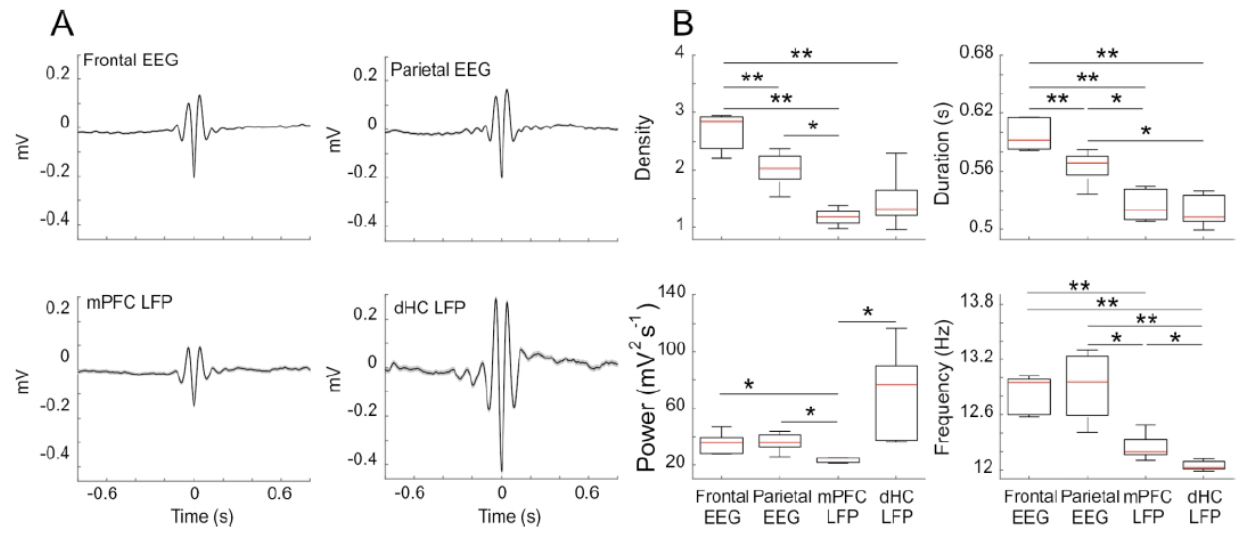 A
Frontal EEG
0.2
0
-0.2
-0.4
mV
Parietal EEG
0.2
0
-0.2
-0.4
mV
mPFC LFP
0.2
0
-0.2
-0.4
mV
-0.6 0 0.6
Time (s)
dHC LFP
0.2
0
-0.2
-0.4
mV
-0.6 0 0.6
Time (s)
B
4
3
2
1
Density
**
**
**
*
0.68
0.62
0.56
0.5
Duration (s)
**
**
** *
*
140
100
60
20
Power (mV² s⁻¹)
*
*
*
Frontal EEG
Parietal EEG
mPFC LFP
dHC LFP
13.8
13.2
12.6
12
Frequency (Hz)
**
**
**
* *
Frontal EEG
Parietal EEG
mPFC LFP
dHC LFP